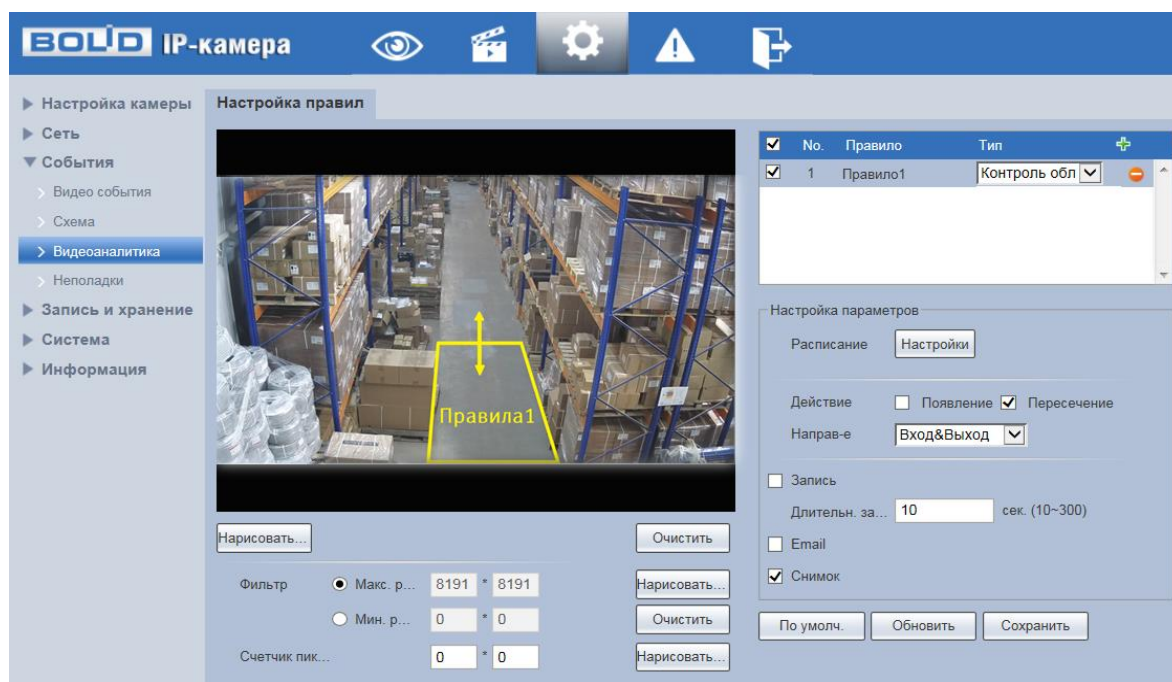 BOLID IP-камера
Настройка камеры
Сеть
События
Видео события
Схема
Видеоаналитика
Неполадки
Запись и хранение
Система
Информация
Настройка правил
Правила1
Нарисовать...
Очистить
Фильтр Макс. р... 8191 * 8191 Нарисовать...
Мин. р... 0 * 0 Очистить
Счетчик пик... 0 * 0 Нарисовать...
No. Правило Тип
1 Правило1 Контроль обл
Настройка параметров
Расписание Настройки
Действие Появление Пересечение
Направ-е Вход&Выход
Запись
Длительн. за... 10 сек. (10~300)
Email
Снимок
По умолч. Обновить Сохранить